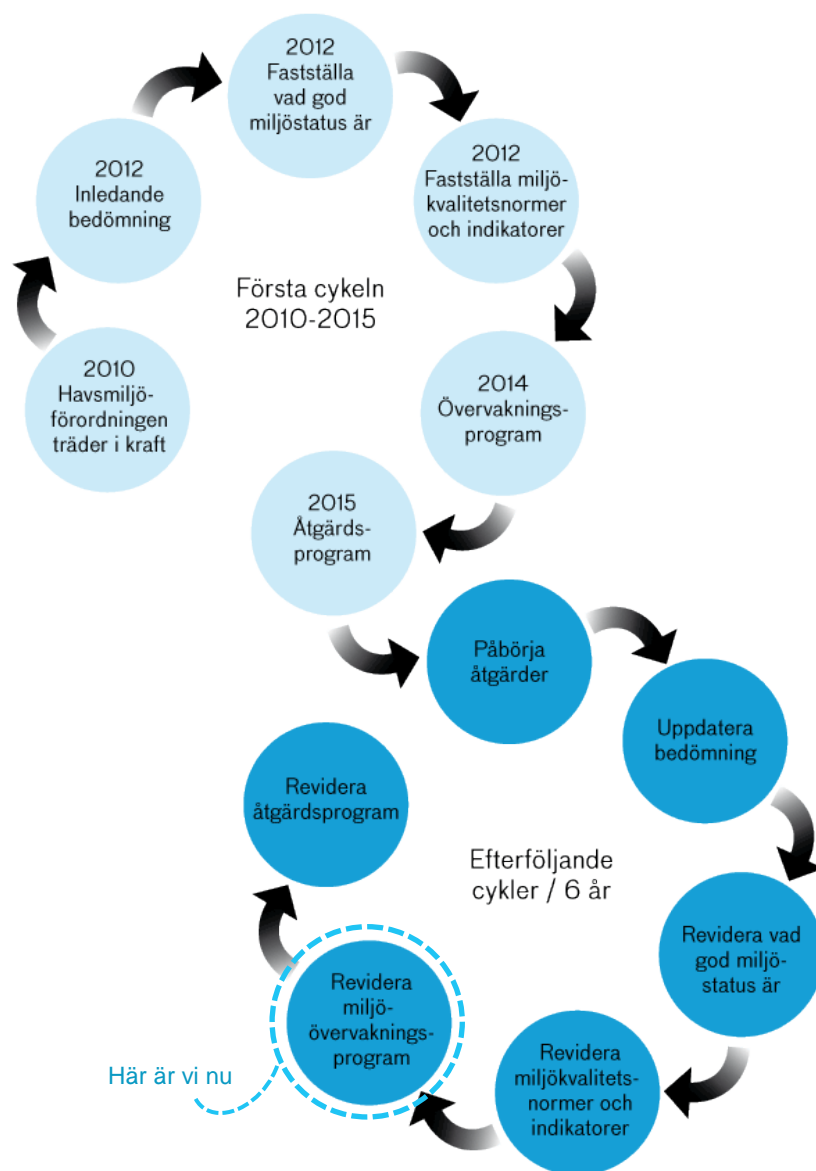 2010
Havsmiljö-
förordningen
träder i kraft
2012
Inledande
bedömning
2012
Fastställa
vad god
miljöstatus är
2012
Fastställa miljö-
kvalitetsnormer
och indikatorer
Första cykeln
2010-2015
2014
Övervaknings-
program
2015
Åtgärds-
program
Påbörja
åtgärder
Uppdatera
bedömning
Revidera vad
god miljö-
status är
Revidera
miljökvalitets-
normer och
indikatorer
Revidera
miljö-
övervaknings-
program
Revidera
åtgärdsprogram
Efterföljande
cykler / 6 år
Här är vi nu